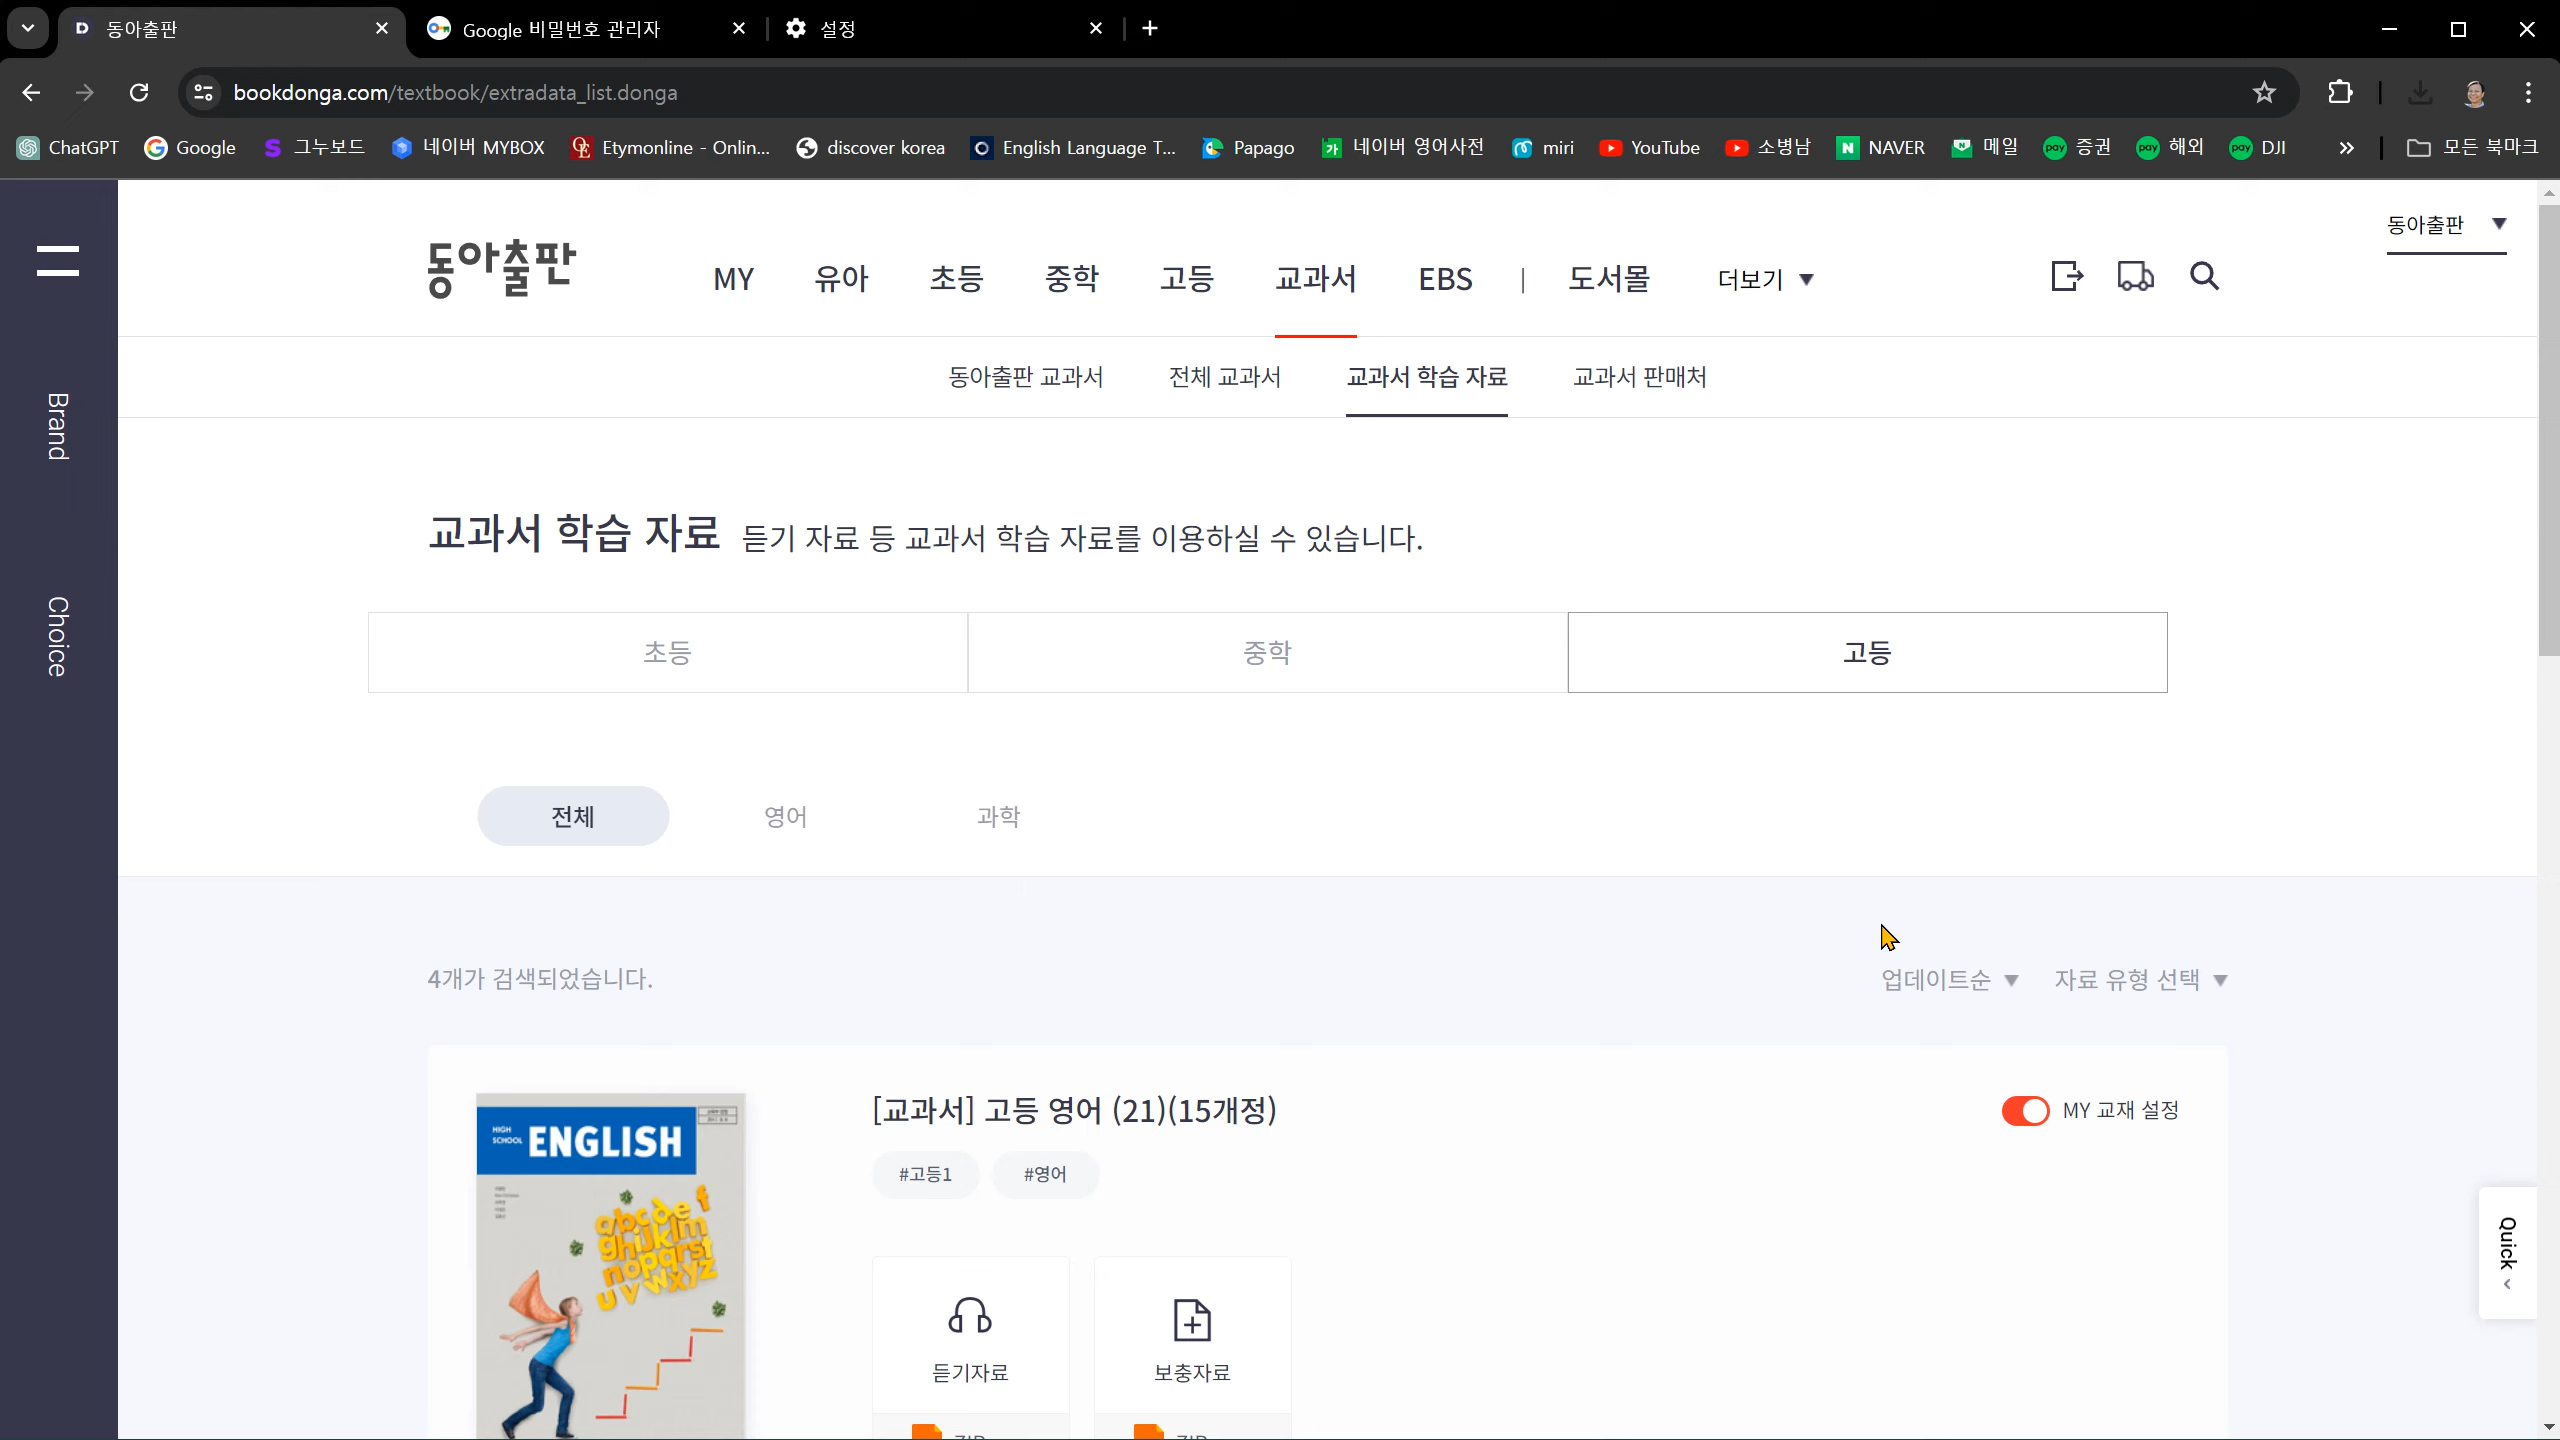 동아출판
Google 비밀번호 관리자
설정
bookdonga.com/textbook/extradata_list.donga
ChatGPT
Google
그누보드
네이버 MYBOX
Etymonline - Onlin...
discover korea
English Language T...
Papago
네이버 영어사전
miri
YouTube
소병남
NAVER
메일
증권
해외
DJI
모든 북마크
동아출판
동아출판
MY
유아
초등
중학
고등
교과서
EBS
도서몰
더보기
동아출판 교과서
전체 교과서
교과서 학습 자료
교과서 판매처
Brand
Choice
교과서 학습 자료 듣기 자료 등 교과서 학습 자료를 이용하실 수 있습니다.
초등
중학
고등
전체
영어
과학
4개가 검색되었습니다.
업데이트순
자료 유형 선택
HIGH
SCHOOL
ENGLISH
[교과서] 고등 영어 (21)(15개정)
MY 교재 설정
#고등1
#영어
abcdef
ghijklm
nopqrst
uvwxyz
듣기자료
보충자료
Quick